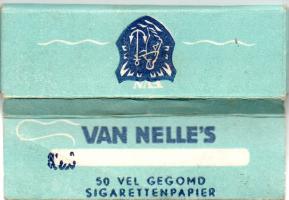 VAN NELLE'S
50 VEL GEGOMD
SIGARETTENPAPIER